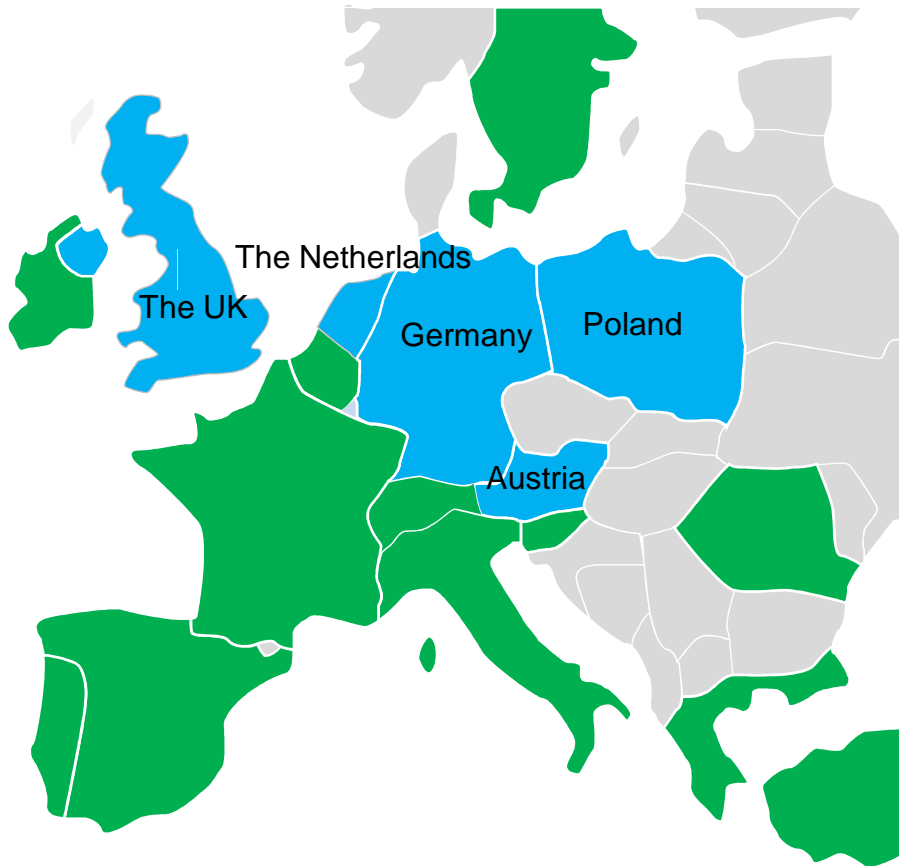 The Netherlands
The UK
Germany
Poland
Austria